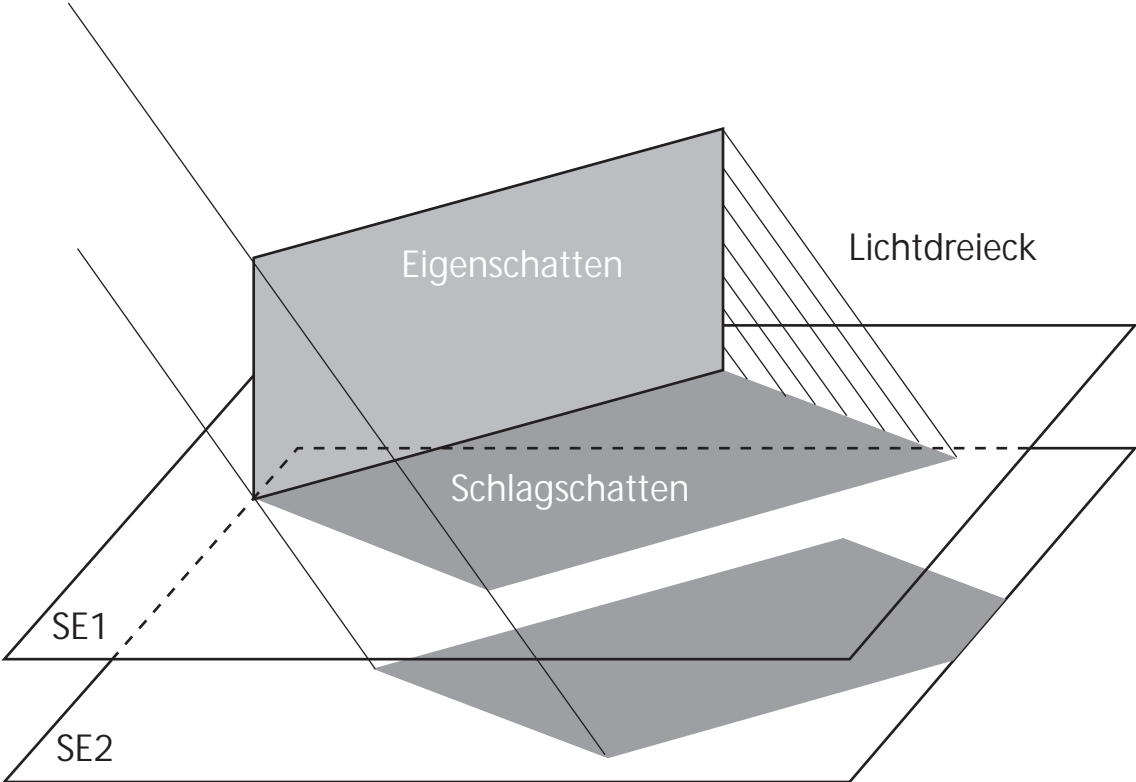 Eigenschatten
Lichtdreieck
Schlagschatten
SE1
SE2